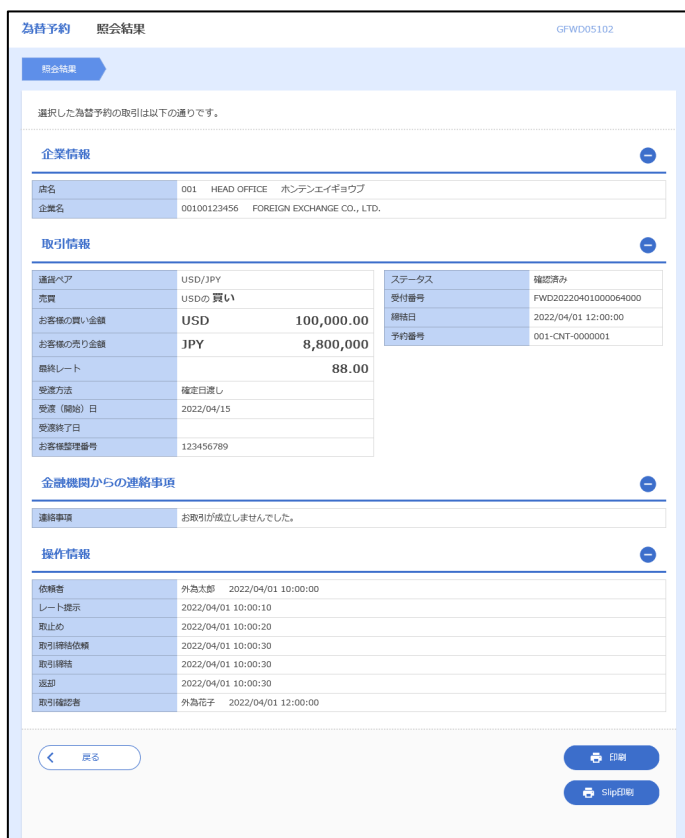 為替予約 照会結果 GFWD05102
照会結果
選択した為替予約の取引は以下の通りです。
企業情報
店名 001 HEAD OFFICE ホンテンエイギョウブ
企業名 00100123456 FOREIGN EXCHANGE CO., LTD.
取引情報
通貨ペア USD/JPY
売買 USDの 買い
お客様の買い金額 USD 100,000.00
お客様の売り金額 JPY 8,800,000
最終レート 88.00
受渡方法 確定日渡し
受渡（開始）日 2022/04/15
受渡終了日
お客様整理番号 123456789
ステータス 確認済み
受付番号 FWD20220401000064000
締結日 2022/04/01 12:00:00
予約番号 001-CNT-0000001
金融機関からの連絡事項
連絡事項 お取引が成立しませんでした。
操作情報
依頼者 外為太郎 2022/04/01 10:00:00
レート提示 2022/04/01 10:00:10
取止め 2022/04/01 10:00:20
取引締結依頼 2022/04/01 10:00:30
取引締結 2022/04/01 10:00:30
返却 2022/04/01 10:00:30
取引確認者 外為花子 2022/04/01 12:00:00
戻る
印刷
Slip印刷